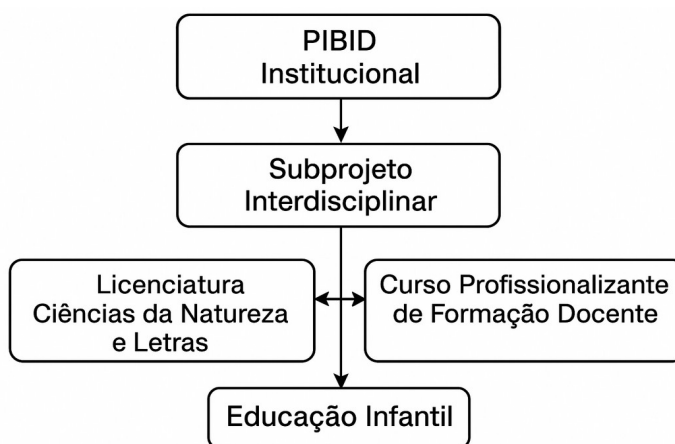 PIBID
Institucional
Subprojeto
Interdisciplinar
Licenciatura
Ciências da Natureza
e Letras
Curso Profissionalizante
de Formação Docente
Educação Infantil